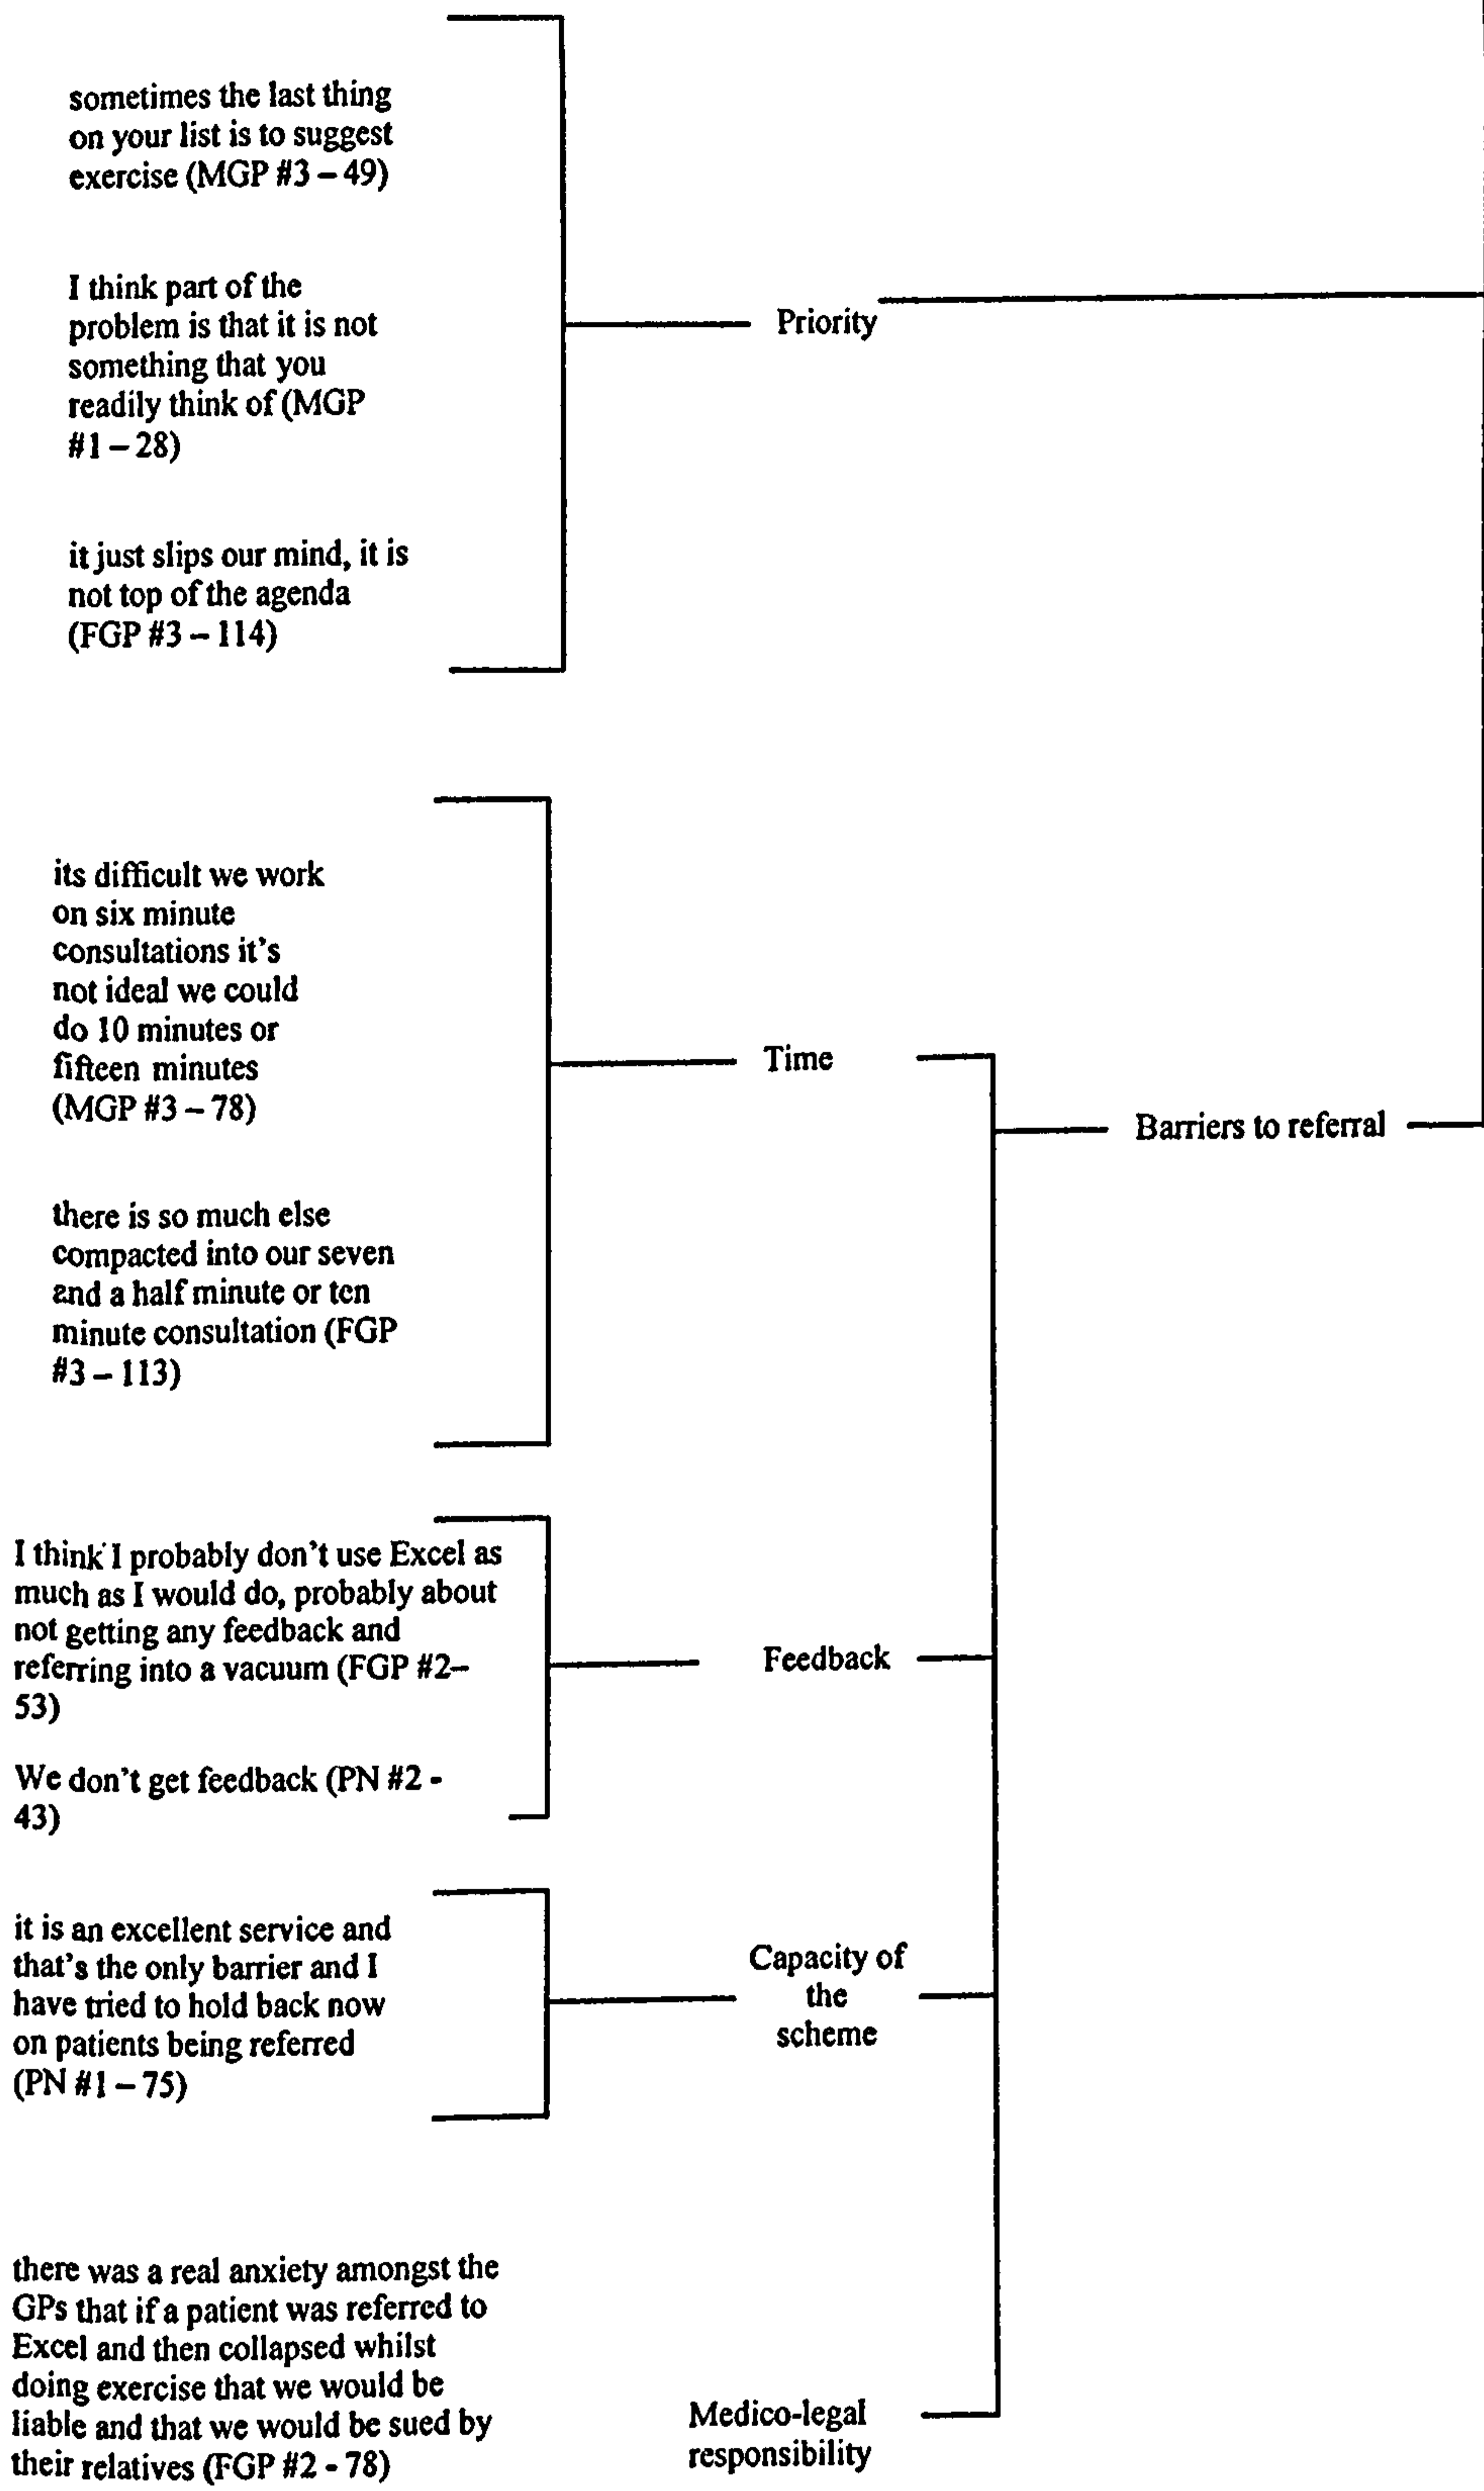 sometimes the last thing
on your list is to suggest
exercise (MGP #3 – 49)
I think part of the
problem is that it is not
something that you
readily think of (MGP
#1 – 28)
it just slips our mind, it is
not top of the agenda
(FGP #3 – 114)
Priority
its difficult we work
on six minute
consultations it's
not ideal we could
do 10 minutes or
fifteen minutes
(MGP #3 – 78)
there is so much else
compacted into our seven
and a half minute or ten
minute consultation (FGP
#3 – 113)
Time
Barriers to referral
I think I probably don't use Excel as
much as I would do, probably about
not getting any feedback and
referring into a vacuum (FGP #2–
53)
We don't get feedback (PN #2 -
43)
Feedback
it is an excellent service and
that's the only barrier and I
have tried to hold back now
on patients being referred
(PN #1 – 75)
Capacity of
the
scheme
there was a real anxiety amongst the
GPs that if a patient was referred to
Excel and then collapsed whilst
doing exercise that we would be
liable and that we would be sued by
their relatives (FGP #2 - 78)
Medico-legal
responsibility